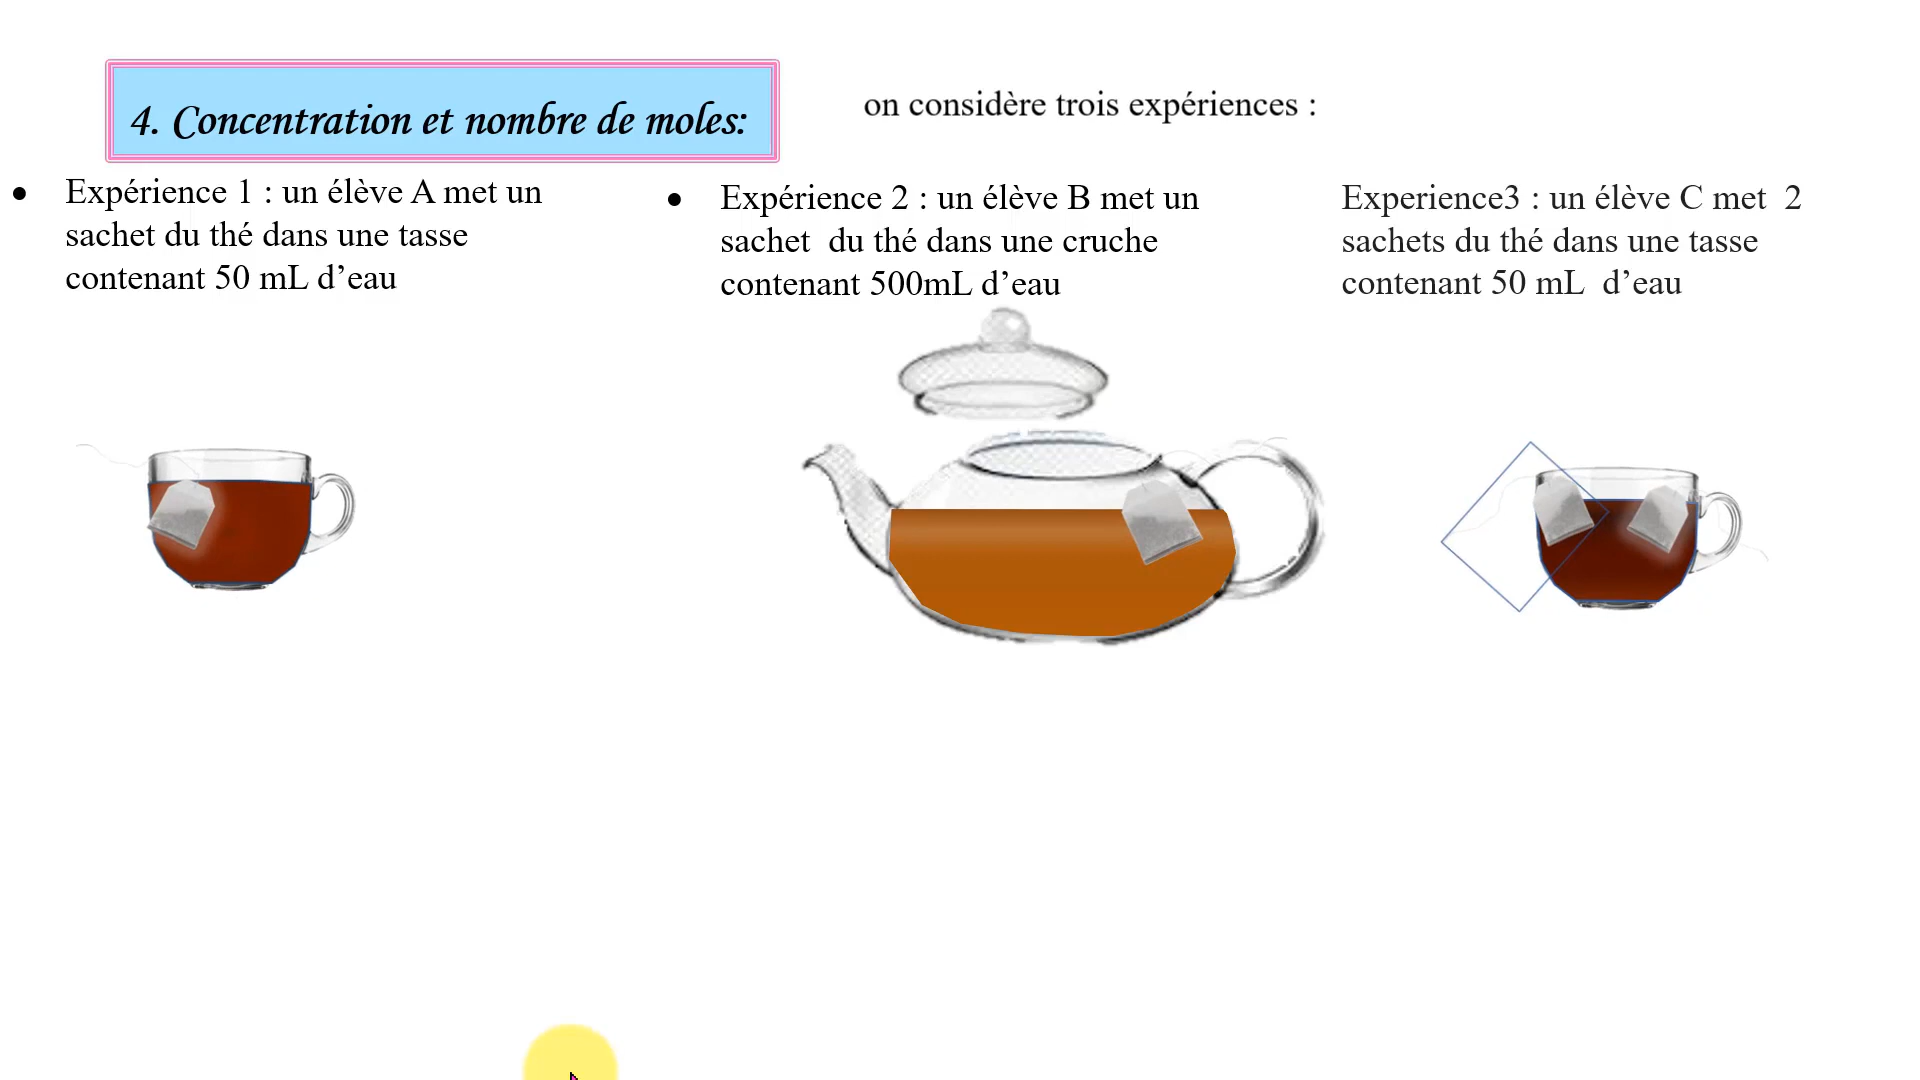 4. Concentration et nombre de moles:
on considère trois expériences :
• Expérience 1 : un élève A met un
sachet du thé dans une tasse
contenant 50 mL d’eau
• Expérience 2 : un élève B met un
sachet  du thé dans une cruche
contenant 500mL d’eau
Experience3 : un élève C met  2
sachets du thé dans une tasse
contenant 50 mL  d’eau